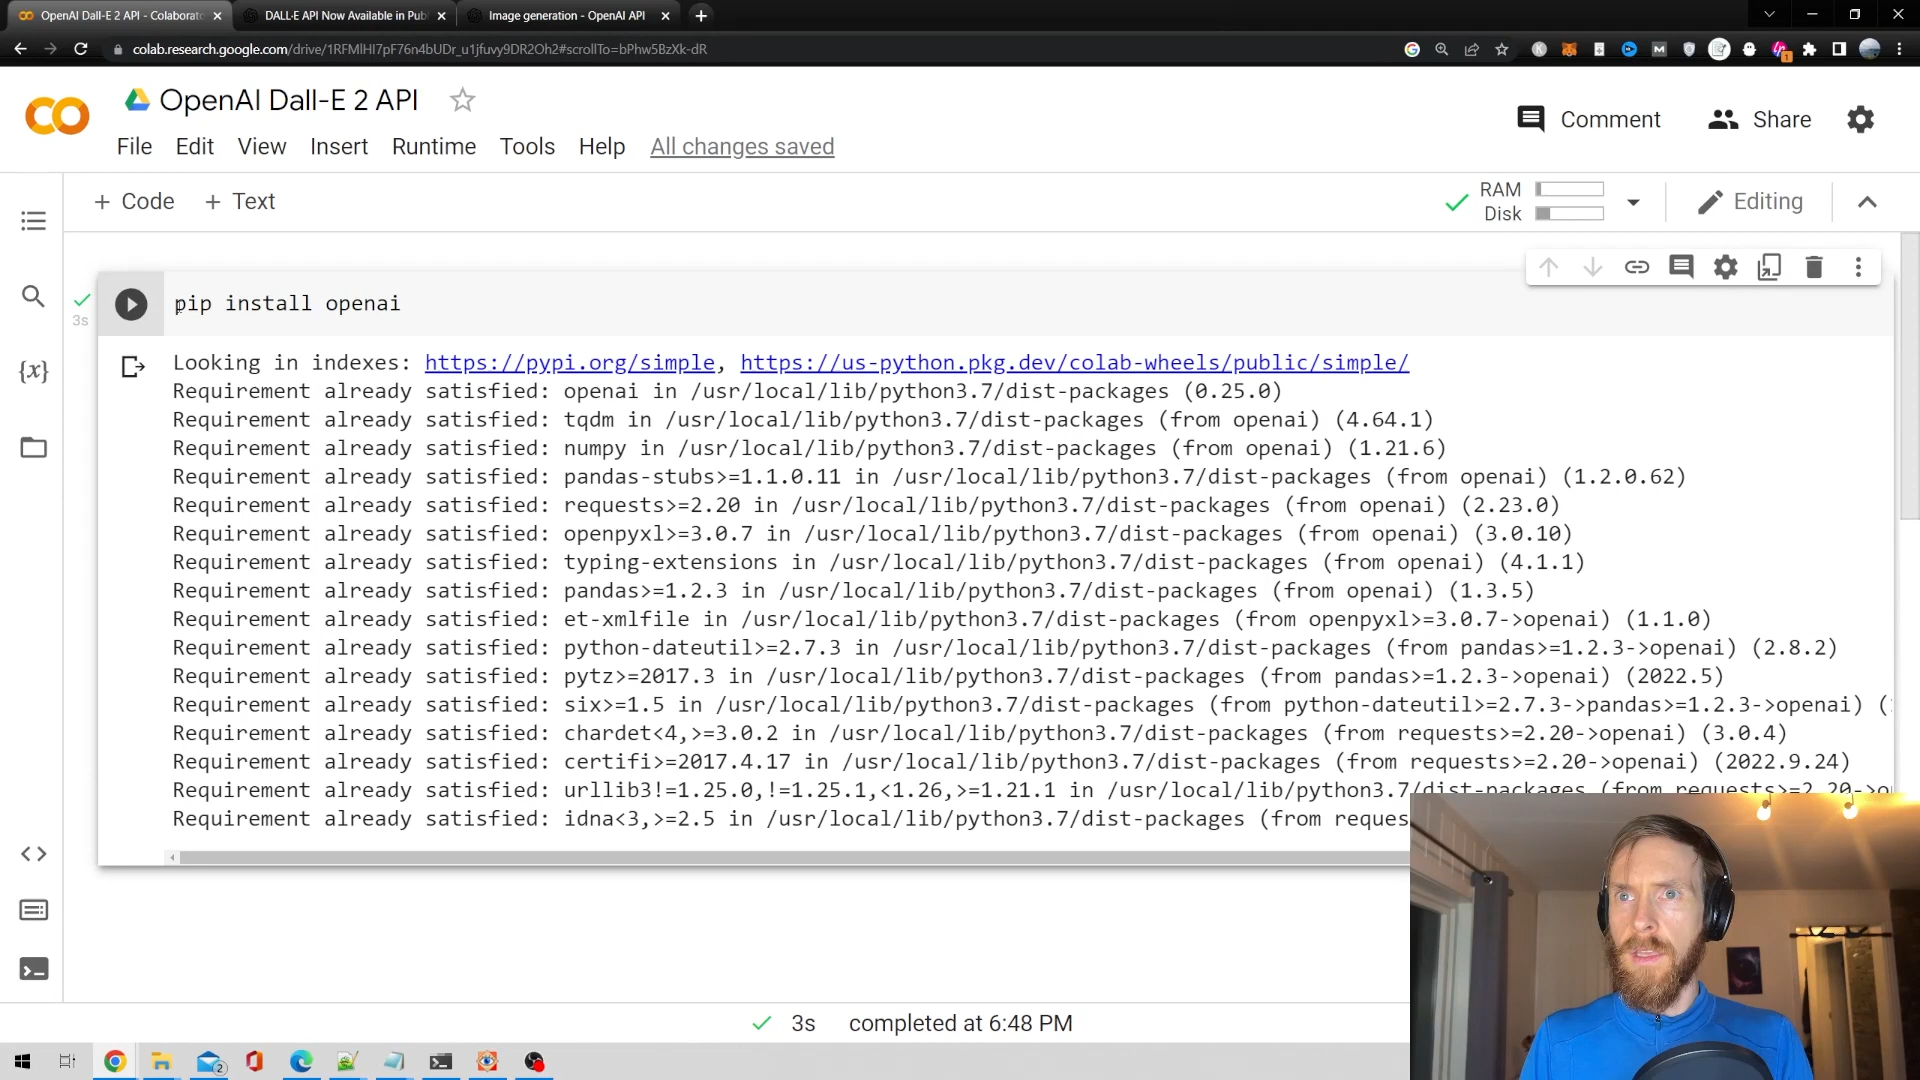 OpenAI Dall-E 2 API - Colaborato
DALL·E API Now Available in Pub
Image generation - OpenAI API
colab.research.google.com/drive/1RFMlHI7pF76n4bUDr_u1jfuvy9DR2Oh2#scrollTo=bPhw5BzXk-dR
OpenAI Dall-E 2 API
Comment
Share
File Edit View Insert Runtime Tools Help All changes saved
+ Code + Text
RAM
Disk
Editing
3s
pip install openai
Looking in indexes: https://pypi.org/simple, https://us-python.pkg.dev/colab-wheels/public/simple/
Requirement already satisfied: openai in /usr/local/lib/python3.7/dist-packages (0.25.0)
Requirement already satisfied: tqdm in /usr/local/lib/python3.7/dist-packages (from openai) (4.64.1)
Requirement already satisfied: numpy in /usr/local/lib/python3.7/dist-packages (from openai) (1.21.6)
Requirement already satisfied: pandas-stubs>=1.1.0.11 in /usr/local/lib/python3.7/dist-packages (from openai) (1.2.0.62)
Requirement already satisfied: requests>=2.20 in /usr/local/lib/python3.7/dist-packages (from openai) (2.23.0)
Requirement already satisfied: openpyxl>=3.0.7 in /usr/local/lib/python3.7/dist-packages (from openai) (3.0.10)
Requirement already satisfied: typing-extensions in /usr/local/lib/python3.7/dist-packages (from openai) (4.1.1)
Requirement already satisfied: pandas>=1.2.3 in /usr/local/lib/python3.7/dist-packages (from openai) (1.3.5)
Requirement already satisfied: et-xmlfile in /usr/local/lib/python3.7/dist-packages (from openpyxl>=3.0.7->openai) (1.1.0)
Requirement already satisfied: python-dateutil>=2.7.3 in /usr/local/lib/python3.7/dist-packages (from pandas>=1.2.3->openai) (2.8.2)
Requirement already satisfied: pytz>=2017.3 in /usr/local/lib/python3.7/dist-packages (from pandas>=1.2.3->openai) (2022.5)
Requirement already satisfied: six>=1.5 in /usr/local/lib/python3.7/dist-packages (from python-dateutil>=2.7.3->pandas>=1.2.3->openai) (
Requirement already satisfied: chardet<4,>=3.0.2 in /usr/local/lib/python3.7/dist-packages (from requests>=2.20->openai) (3.0.4)
Requirement already satisfied: certifi>=2017.4.17 in /usr/local/lib/python3.7/dist-packages (from requests>=2.20->openai) (2022.9.24)
Requirement already satisfied: urllib3!=1.25.0,!=1.25.1,<1.26,>=1.21.1 in /usr/local/lib/python3.7/dist-packages (from requests>=2.20->o
Requirement already satisfied: idna<3,>=2.5 in /usr/local/lib/python3.7/dist-packages (from reques
3s completed at 6:48 PM